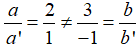 a/a' = 2/1 ≠ 3/-1 = b/b'